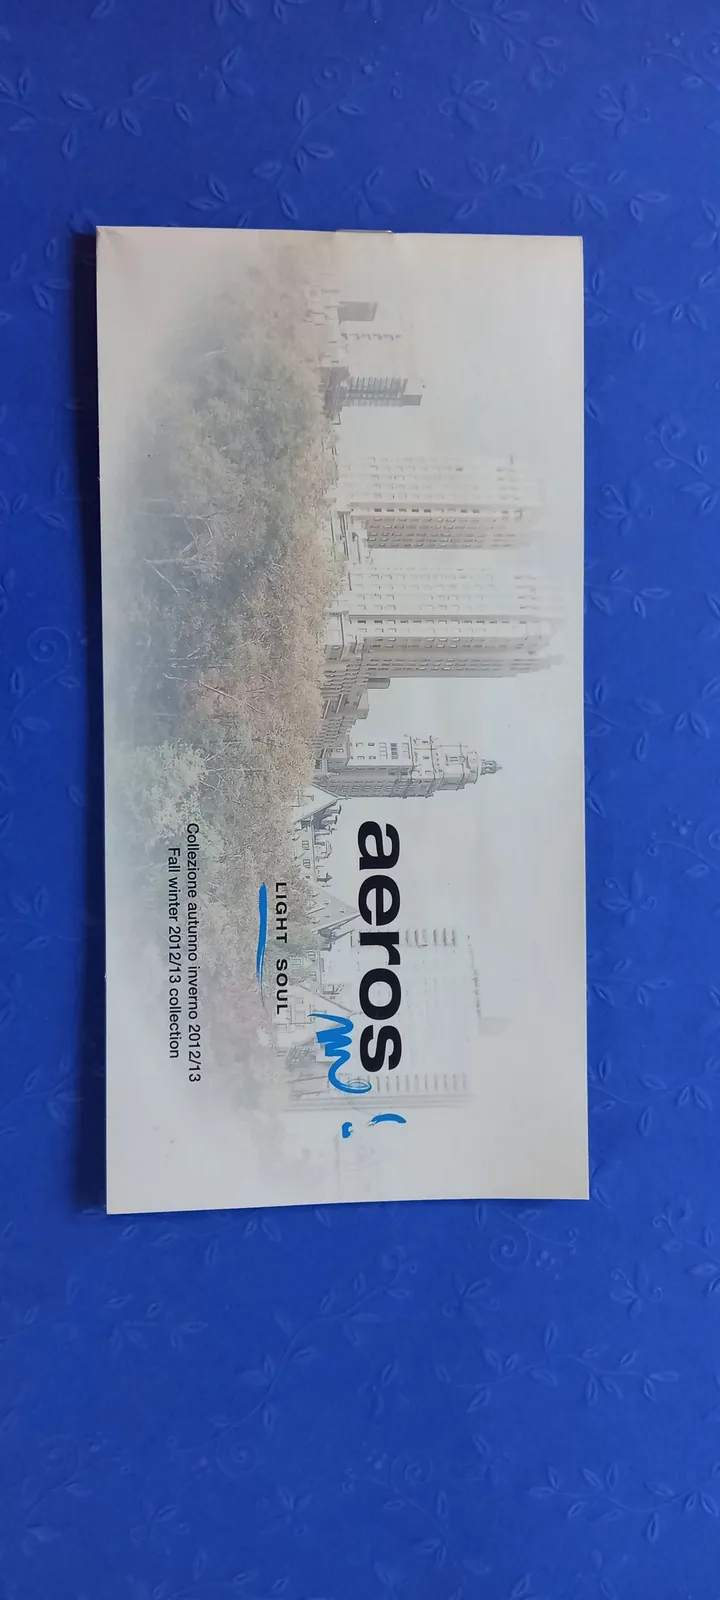 aeros
LIGHT SOUL
Collezione autunno inverno 2012/13
Fall winter 2012/13 collection